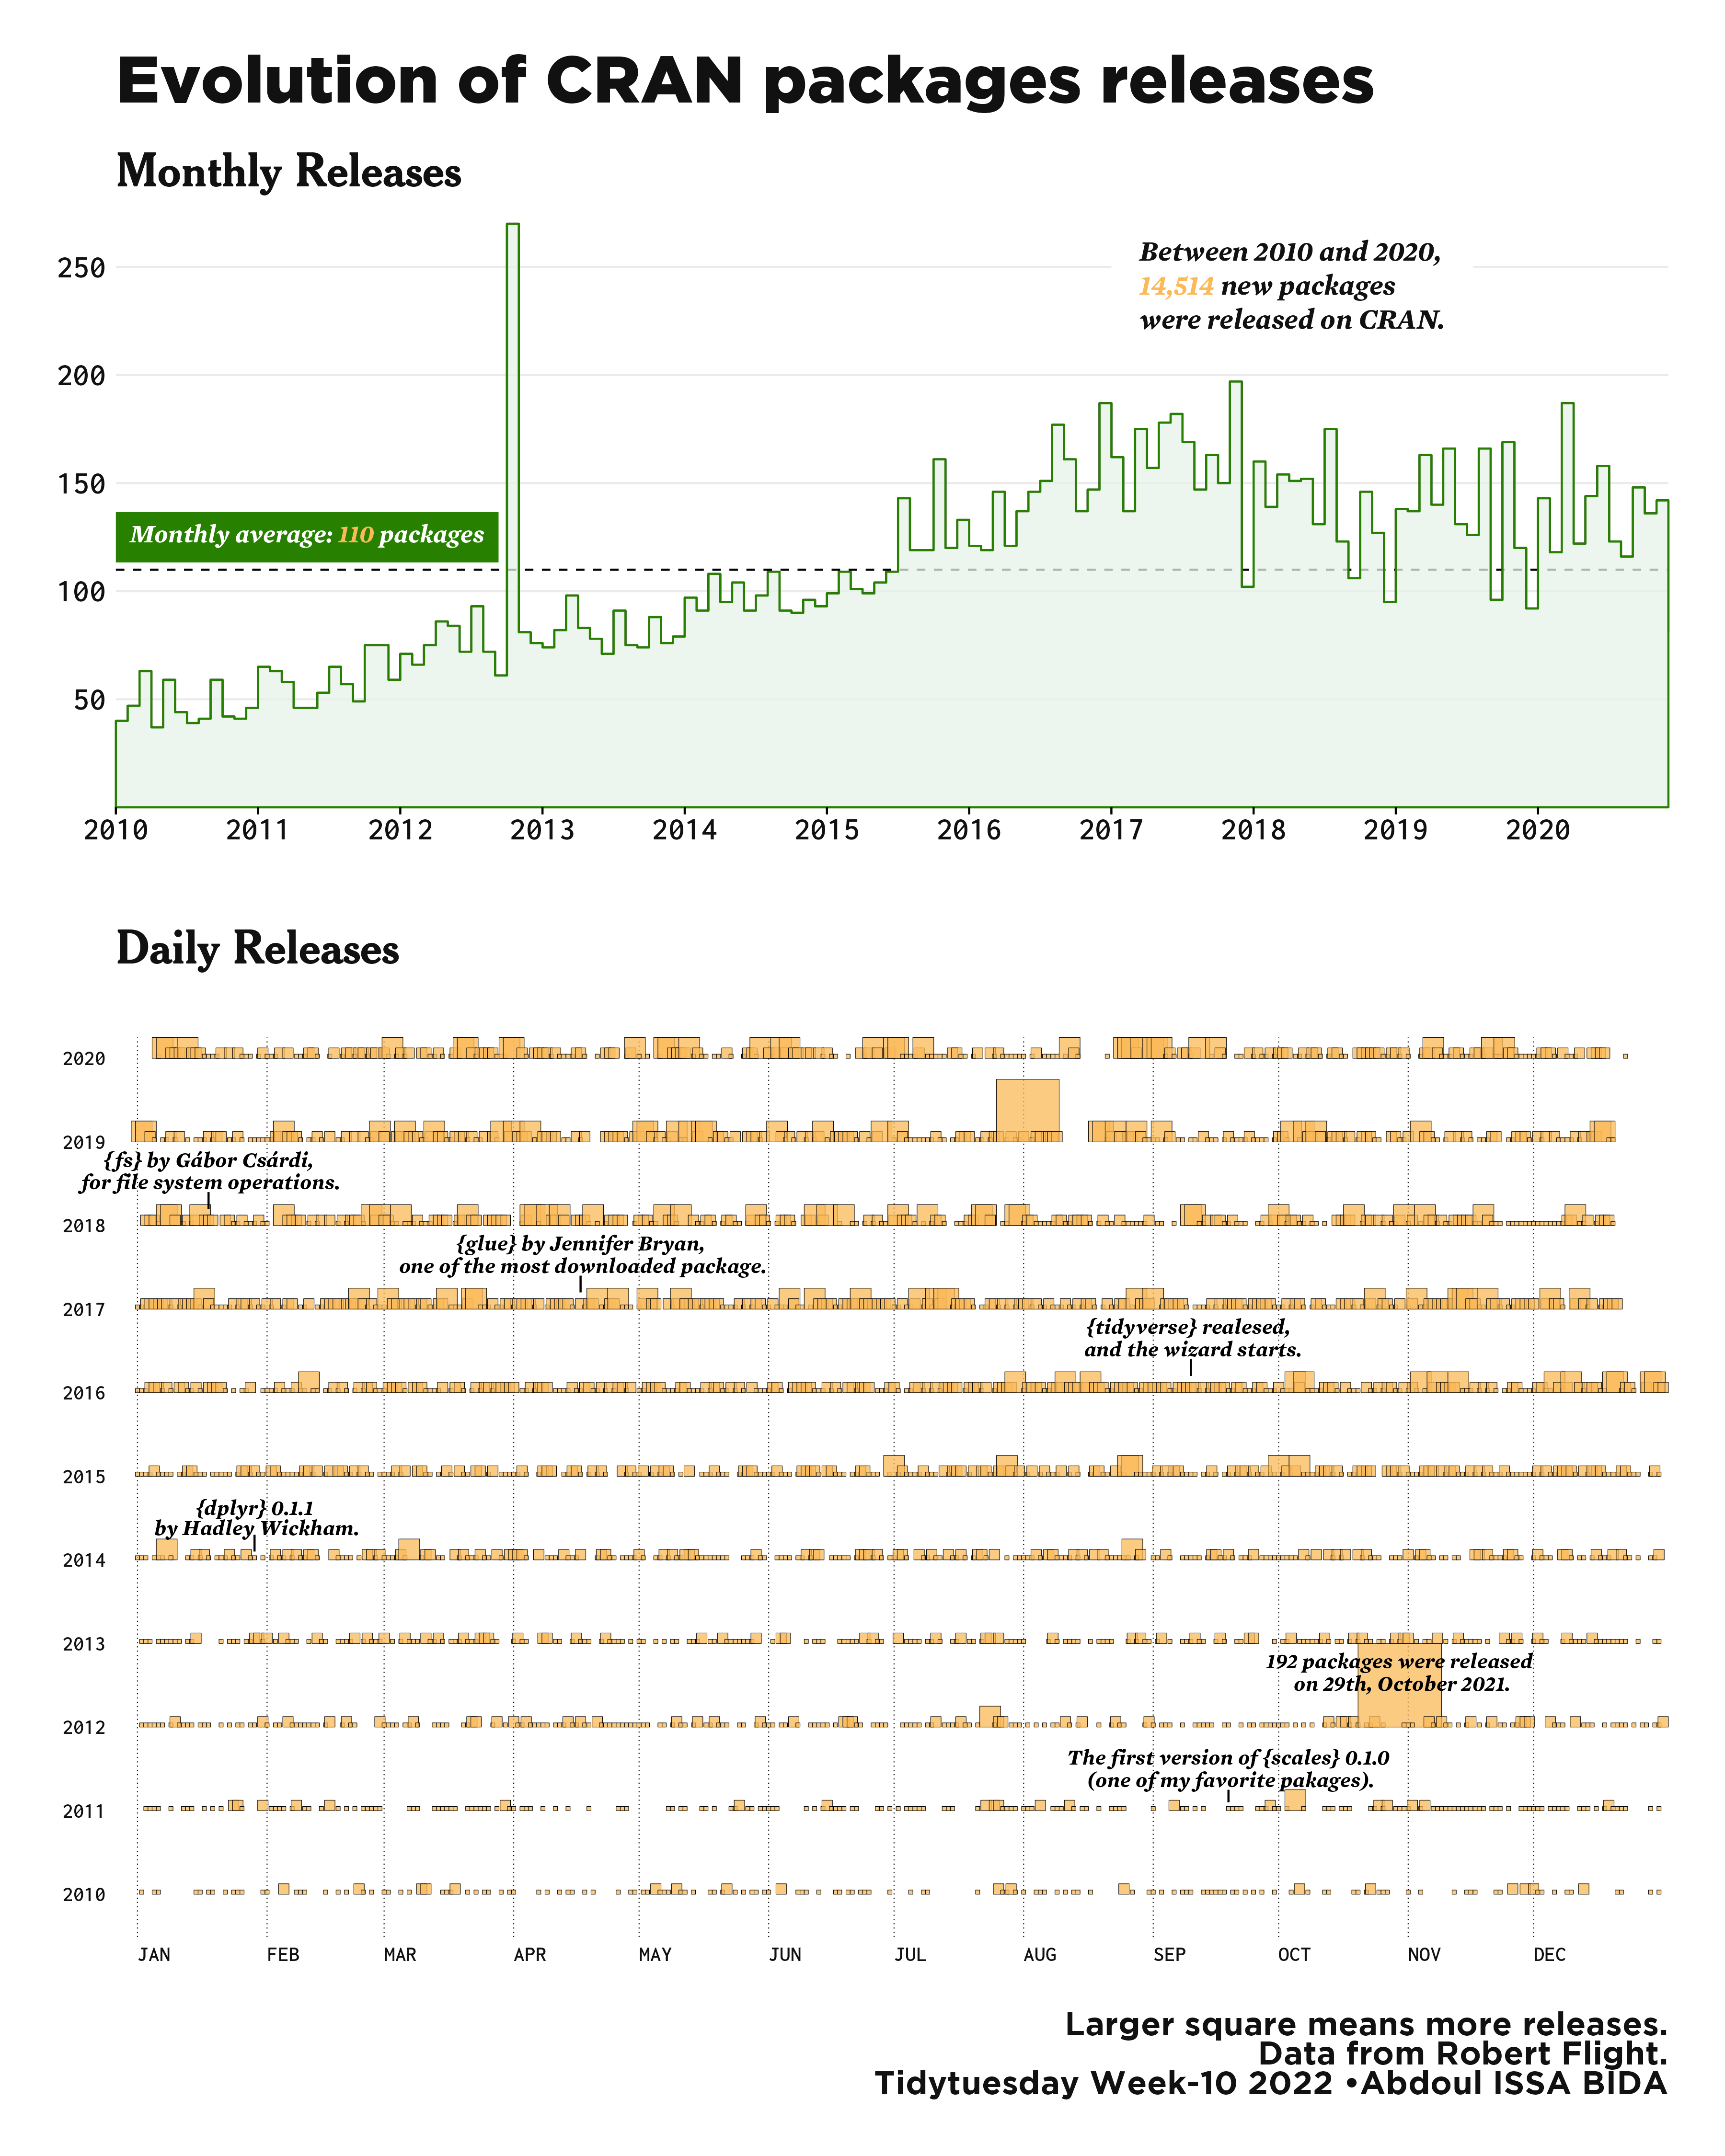 Evolution of CRAN packages releases
Monthly Releases
Between 2010 and 2020,
14,514 new packages
were released on CRAN.
250
200
150
Monthly average: 110 packages
100
50
2010 2011 2012 2013 2014 2015 2016 2017 2018 2019 2020
Daily Releases
2020
2019
{fs} by Gábor Csárdi,
for file system operations.
2018
{glue} by Jennifer Bryan,
one of the most downloaded package.
2017
{tidyverse} realesed,
and the wizard starts.
2016
2015
{dplyr} 0.1.1
by Hadley Wickham.
2014
2013
192 packages were released
on 29th, October 2021.
2012
The first version of {scales} 0.1.0
(one of my favorite pakages).
2011
2010
JAN FEB MAR APR MAY JUN JUL AUG SEP OCT NOV DEC
Larger square means more releases.
Data from Robert Flight.
Tidytuesday Week-10 2022 •Abdoul ISSA BIDA